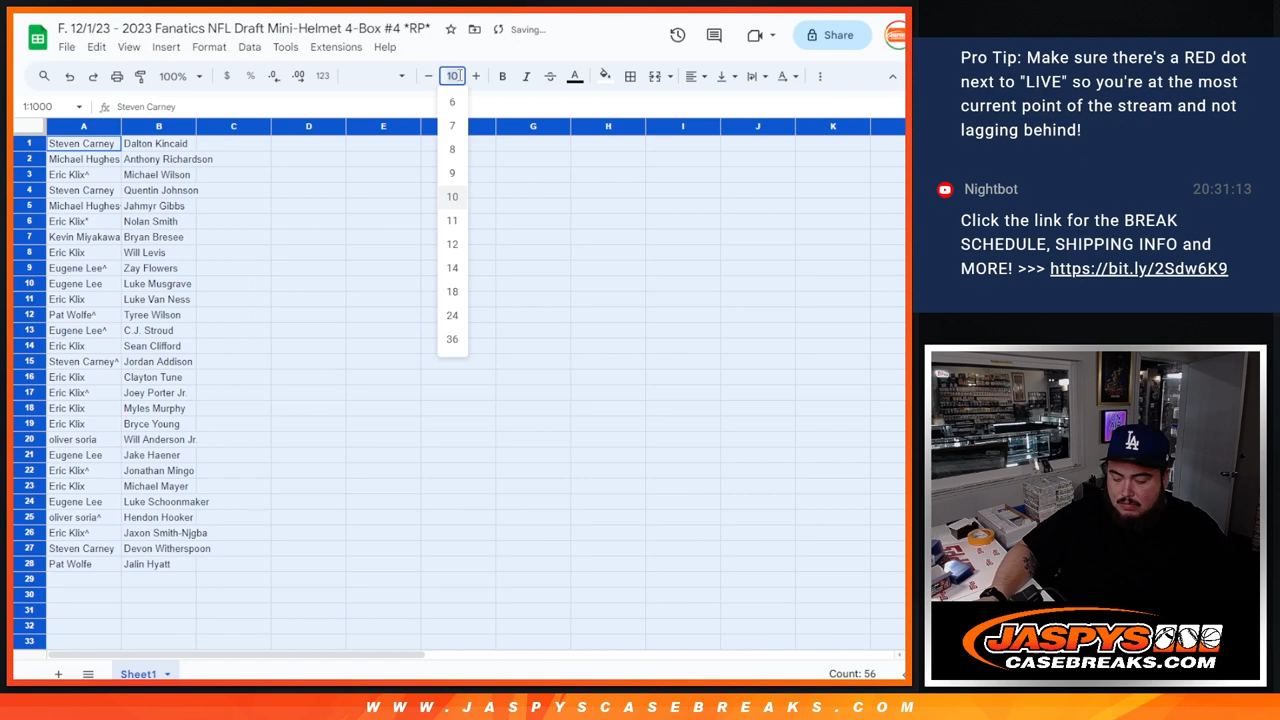 F. 12/1/23 - 2023 Fanatics NFL Draft Mini-Helmet 4-Box #4 *RP*
Saving...
File Edit View Insert Format Data Tools Extensions Help
Share
100% $ % .0 .00 123 10 B I A
1:1000 fx Steven Carney
A B C D E G H I J K
1 Steven Carney Dalton Kincaid
2 Michael Hughes Anthony Richardson
3 Eric Klix^ Michael Wilson
4 Steven Carney Quentin Johnson
5 Michael Hughes Jahmyr Gibbs
6 Eric Klix* Nolan Smith
7 Kevin Miyakawa Bryan Bresee
8 Eric Klix Will Levis
9 Eugene Lee^ Zay Flowers
10 Eugene Lee Luke Musgrave
11 Eric Klix Luke Van Ness
12 Pat Wolfe^ Tyree Wilson
13 Eugene Lee^ C.J. Stroud
14 Eric Klix Sean Clifford
15 Steven Carney^ Jordan Addison
16 Eric Klix Clayton Tune
17 Eric Klix^ Joey Porter Jr.
18 Eric Klix Myles Murphy
19 Eric Klix Bryce Young
20 oliver soria Will Anderson Jr.
21 Eugene Lee Jake Haener
22 Eric Klix^ Jonathan Mingo
23 Eric Klix Michael Mayer
24 Eugene Lee Luke Schoonmaker
25 oliver soria^ Hendon Hooker
26 Eric Klix^ Jaxon Smith-Njgba
27 Steven Carney Devon Witherspoon
28 Pat Wolfe Jalin Hyatt
29
30
31
32
33
6
7
8
9
10
11
12
14
18
24
36
Sheet1
Count: 56
Pro Tip: Make sure there's a RED dot
next to "LIVE" so you're at the most
current point of the stream and not
lagging behind!
Nightbot 20:31:13
Click the link for the BREAK
SCHEDULE, SHIPPING INFO and
MORE! >>> https://bit.ly/2Sdw6K9
LA
JASPYS
CASEBREAKS.COM
WWW.JASPYSCASEBREAKS.COM